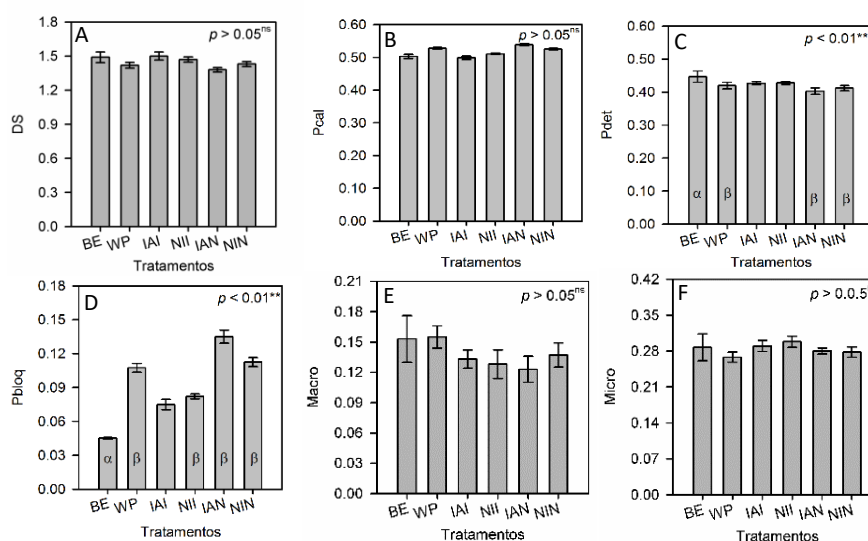 A
p > 0.05ns
DS
1.8
1.5
1.2
0.9
0.6
0.3
0.0
BE WP IAI NII IAN NIN
Tratamentos
B
p > 0.05ns
Pcal
0.60
0.50
0.40
0.30
0.20
0.10
0.00
BE WP IAI NII IAN NIN
Tratamentos
C
p < 0.01**
Pdet
0.60
0.50
0.40
0.30
0.20
0.10
0.00
α β β β
BE WP IAI NII IAN NIN
Tratamentos
D
p < 0.01**
Pbloq
0.18
0.15
0.12
0.09
0.06
0.03
0.00
α β β β β
BE WP IAI NII IAN NIN
Tratamentos
E
p > 0.05ns
Macro
0.21
0.18
0.15
0.12
0.09
0.06
0.03
0.00
BE WP IAI NII IAN NIN
Tratamentos
F
p > 0.0.5
Micro
0.42
0.35
0.28
0.21
0.14
0.07
0.00
BE WP IAI NII IAN NIN
Tratamentos